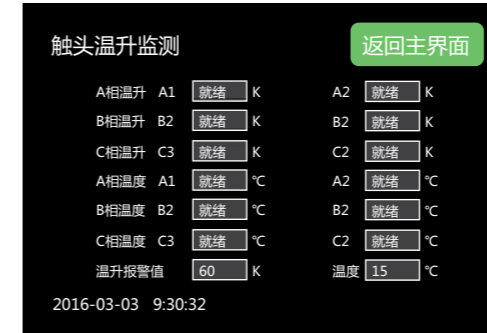 触头温升监测 返回主界面
A相温升 A1 就绪 K A2 就绪 K
B相温升 B2 就绪 K B2 就绪 K
C相温升 C3 就绪 K C2 就绪 K
A相温度 A1 就绪 ℃ A2 就绪 ℃
B相温度 B2 就绪 ℃ B2 就绪 ℃
C相温度 C3 就绪 ℃ C2 就绪 ℃
温升报警值 60 K 温度 15 ℃
2016-03-03 9:30:32